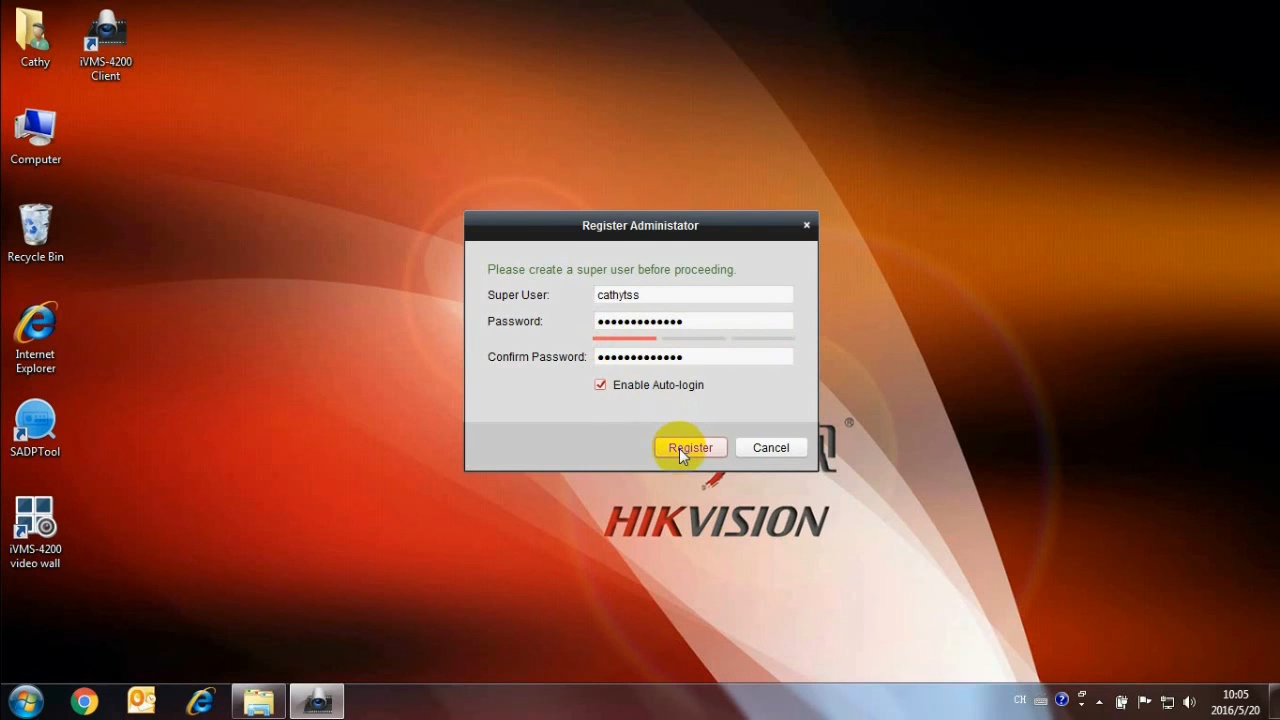 Cathy
iVMS-4200
Client
Computer
Recycle Bin
Internet
Explorer
SADPTool
iVMS-4200
video wall
Register Administator
×
Please create a super user before proceeding.
Super User:
cathytss
Password:
•••••••••••••
Confirm Password:
•••••••••••••
Enable Auto-login
Register
Cancel
®
HIKVISION
CH
?
10:05
2016/5/20